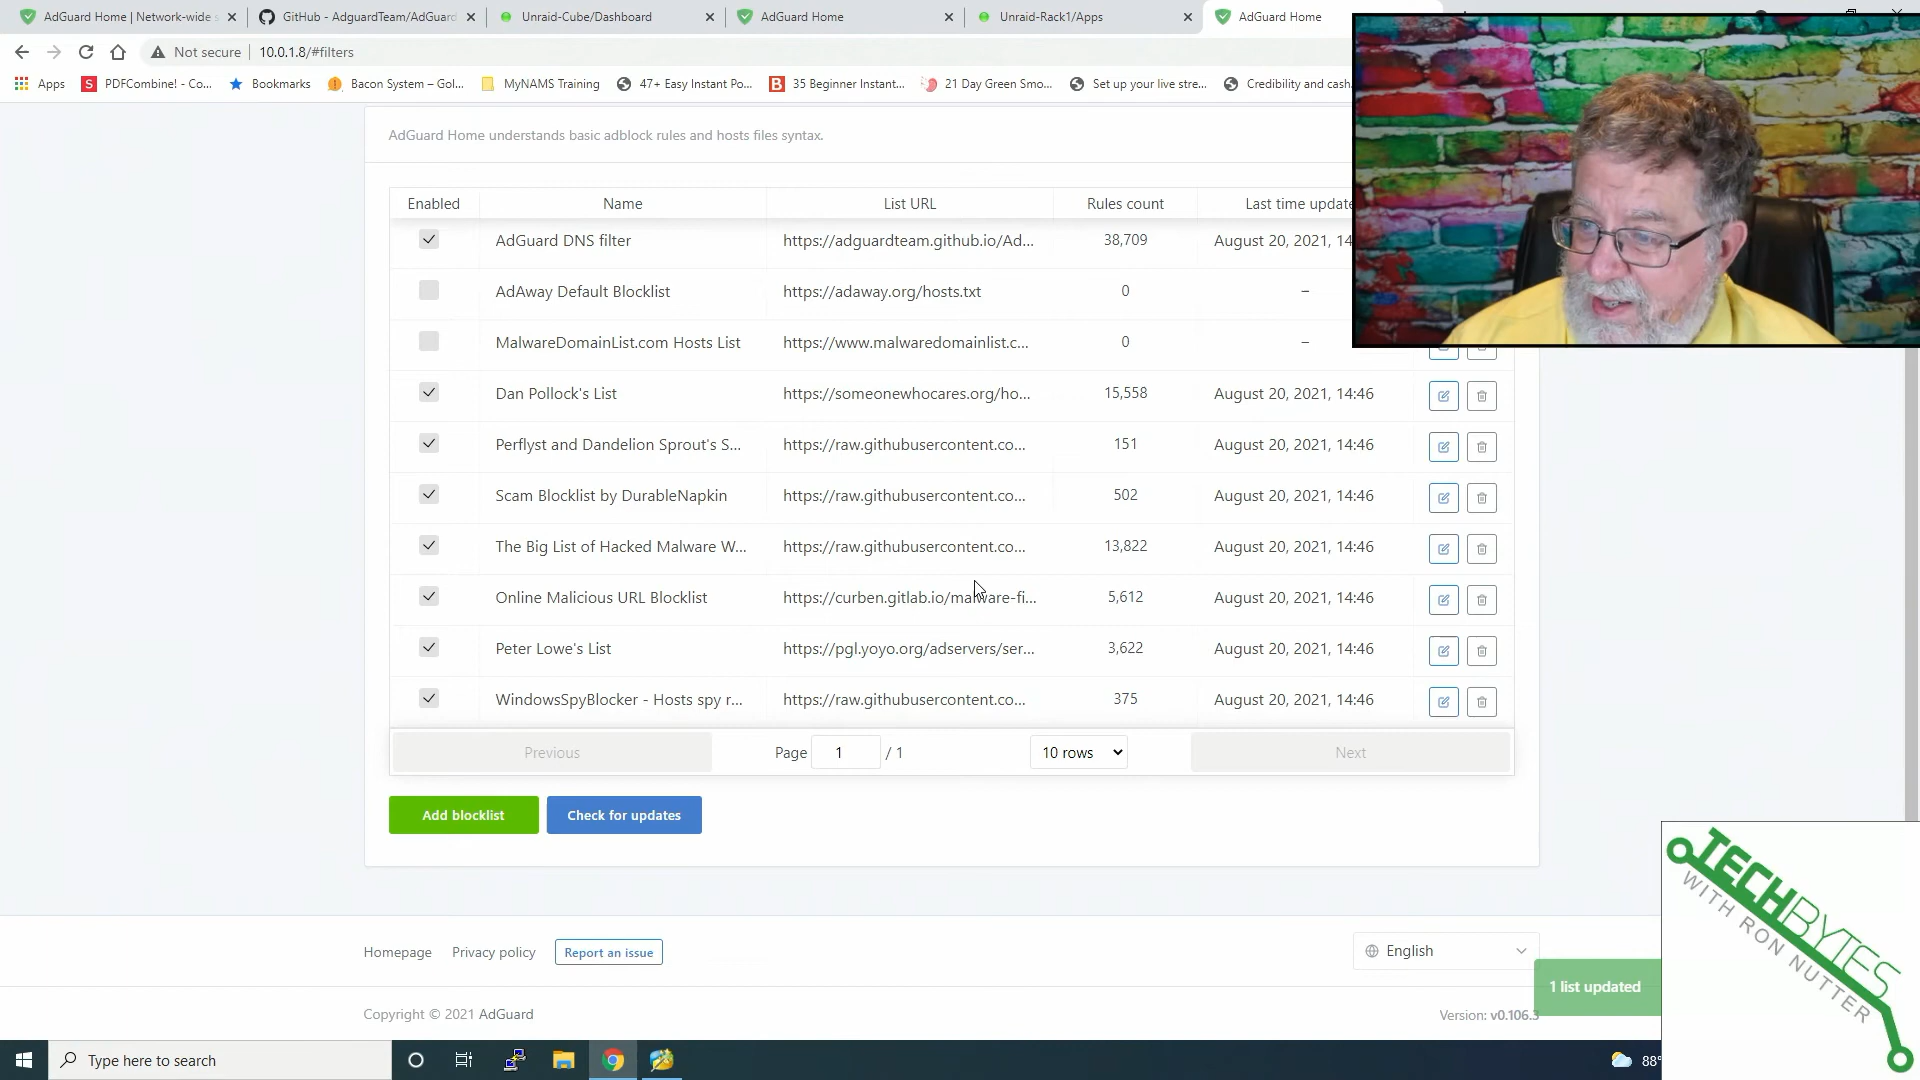 AdGuard Home | Network-wide s
GitHub - AdguardTeam/AdGuard
Unraid-Cube/Dashboard
AdGuard Home
Unraid-Rack1/Apps
AdGuard Home
Not secure
10.0.1.8/#filters
Apps
PDFCombine! - Co...
Bookmarks
Bacon System – Gol...
MyNAMS Training
47+ Easy Instant Po...
35 Beginner Instant...
21 Day Green Smo...
Set up your live stre...
Credibility and cash
AdGuard Home understands basic adblock rules and hosts files syntax.
Enabled Name List URL Rules count Last time update
AdGuard DNS filter https://adguardteam.github.io/Ad... 38,709 August 20, 2021, 14
AdAway Default Blocklist https://adaway.org/hosts.txt 0 –
MalwareDomainList.com Hosts List https://www.malwaredomainlist.c... 0 –
Dan Pollock's List https://someonewhocares.org/ho... 15,558 August 20, 2021, 14:46
Perflyst and Dandelion Sprout's S... https://raw.githubusercontent.co... 151 August 20, 2021, 14:46
Scam Blocklist by DurableNapkin https://raw.githubusercontent.co... 502 August 20, 2021, 14:46
The Big List of Hacked Malware W... https://raw.githubusercontent.co... 13,822 August 20, 2021, 14:46
Online Malicious URL Blocklist https://curben.gitlab.io/malware-fi... 5,612 August 20, 2021, 14:46
Peter Lowe's List https://pgl.yoyo.org/adservers/ser... 3,622 August 20, 2021, 14:46
WindowsSpyBlocker - Hosts spy r... https://raw.githubusercontent.co... 375 August 20, 2021, 14:46
Previous Page 1 / 1 10 rows Next
Add blocklist Check for updates
Homepage Privacy policy Report an issue English
1 list updated
Copyright © 2021 AdGuard Version: v0.106.3
TECHBYTES
WITH RON NUTTER
Type here to search
88°